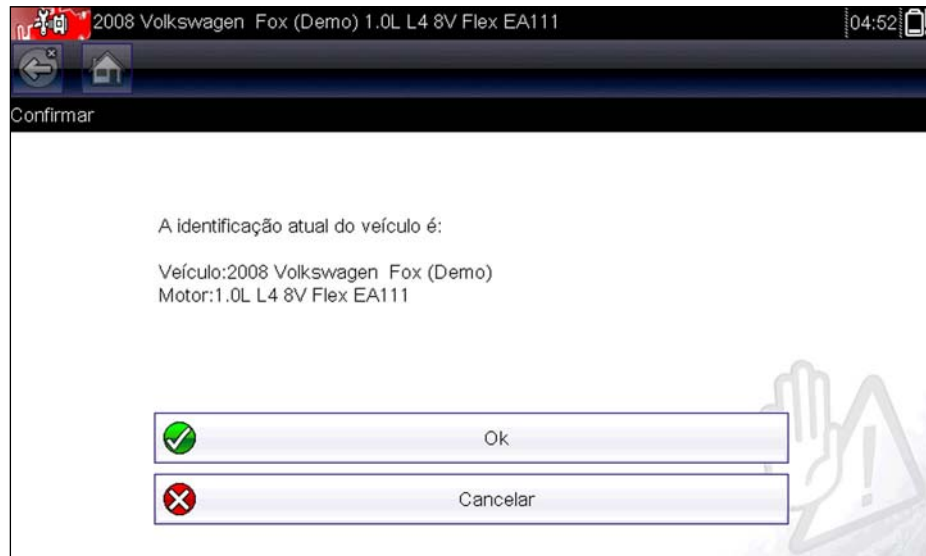 2008 Volkswagen  Fox (Demo) 1.0L L4 8V Flex EA111
04:52
Confirmar
A identificação atual do veículo é:
Veículo:2008 Volkswagen  Fox (Demo)
Motor:1.0L L4 8V Flex EA111
Ok
Cancelar